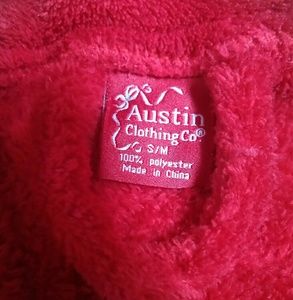 Austin
Clothing Co®
S/M
100% polyester
Made in China